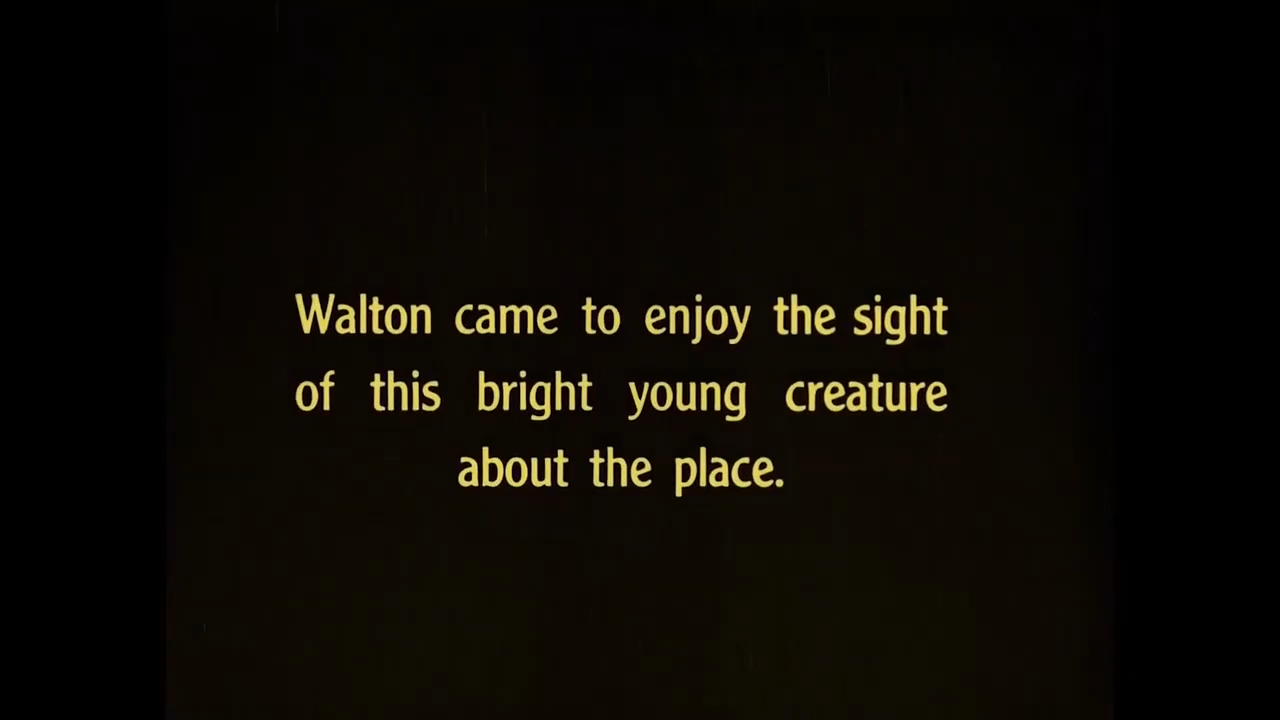 Walton came to enjoy the sight
of this bright young creature
about the place.